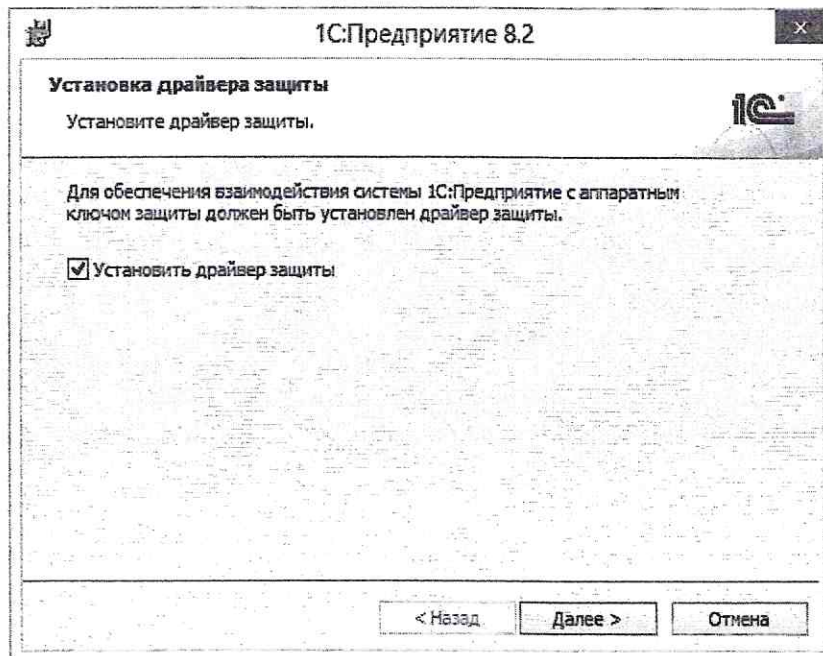 1С:Предприятие 8.2
Установка драйвера защиты
Установите драйвер защиты.
1С
Для обеспечения взаимодействия системы 1С:Предприятие с аппаратным
ключом защиты должен быть установлен драйвер защиты.
Установить драйвер защиты
< Назад
Далее >
Отмена